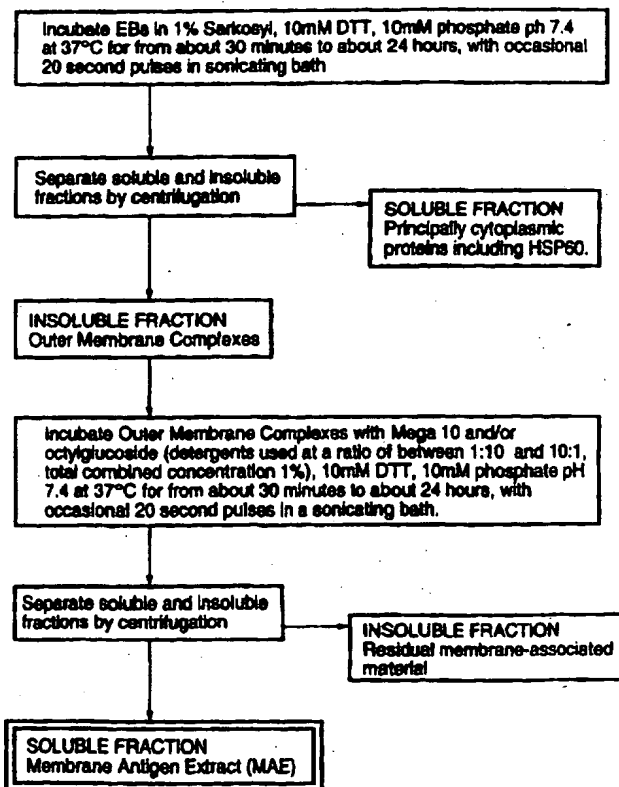 Incubate EBs in 1% Sarkosyl, 10mM DTT, 10mM phosphate ph 7.4
at 37°C for from about 30 minutes to about 24 hours, with occasional
20 second pulses in sonicating bath
Separate soluble and insoluble
fractions by centrifugation
SOLUBLE FRACTION
Principally cytoplasmic
proteins including HSP60.
INSOLUBLE FRACTION
Outer Membrane Complexes
Incubate Outer Membrane Complexes with Mega 10 and/or
octylglucoside (detergents used at a ratio of between 1:10 and 10:1,
total combined concentration 1%), 10mM DTT, 10mM phosphate pH
7.4 at 37°C for from about 30 minutes to about 24 hours, with
occasional 20 second pulses in a sonicating bath.
Separate soluble and insoluble
fractions by centrifugation
INSOLUBLE FRACTION
Residual membrane-associated
material
SOLUBLE FRACTION
Membrane Antigen Extract (MAE)